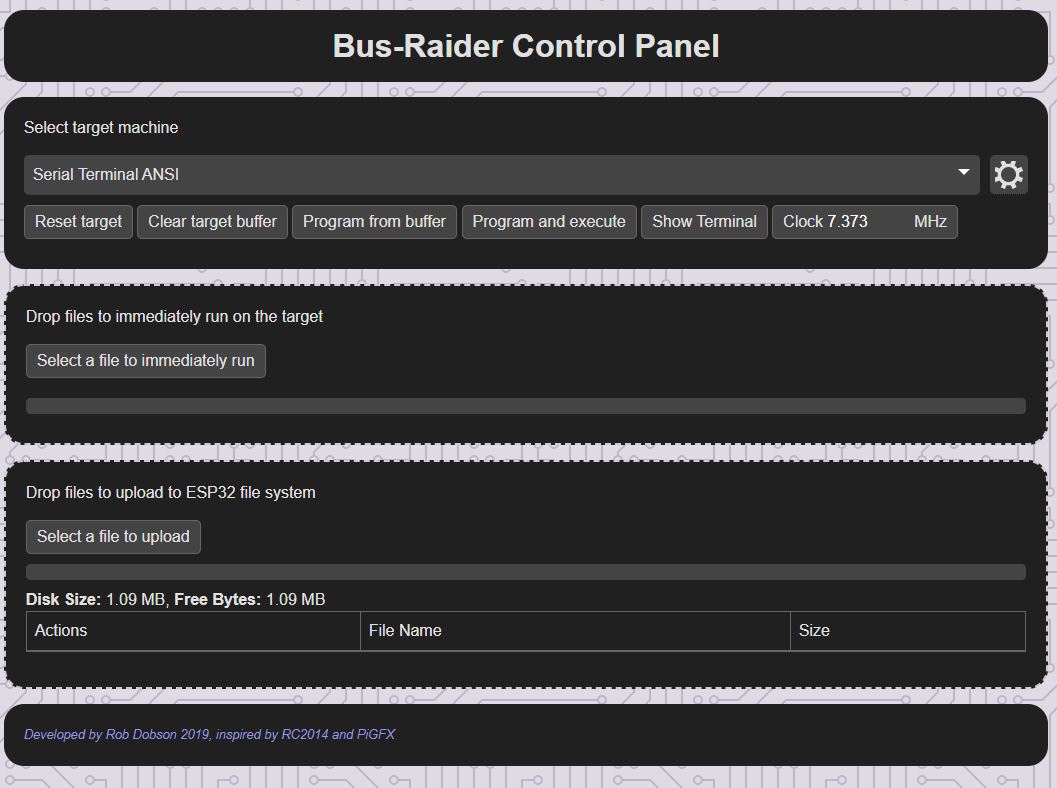 Bus-Raider Control Panel
Select target machine
Serial Terminal ANSI
Reset target Clear target buffer Program from buffer Program and execute Show Terminal Clock 7.373 MHz
Drop files to immediately run on the target
Select a file to immediately run
Drop files to upload to ESP32 file system
Select a file to upload
Disk Size: 1.09 MB, Free Bytes: 1.09 MB
Actions File Name Size
Developed by Rob Dobson 2019, inspired by RC2014 and PiGFX